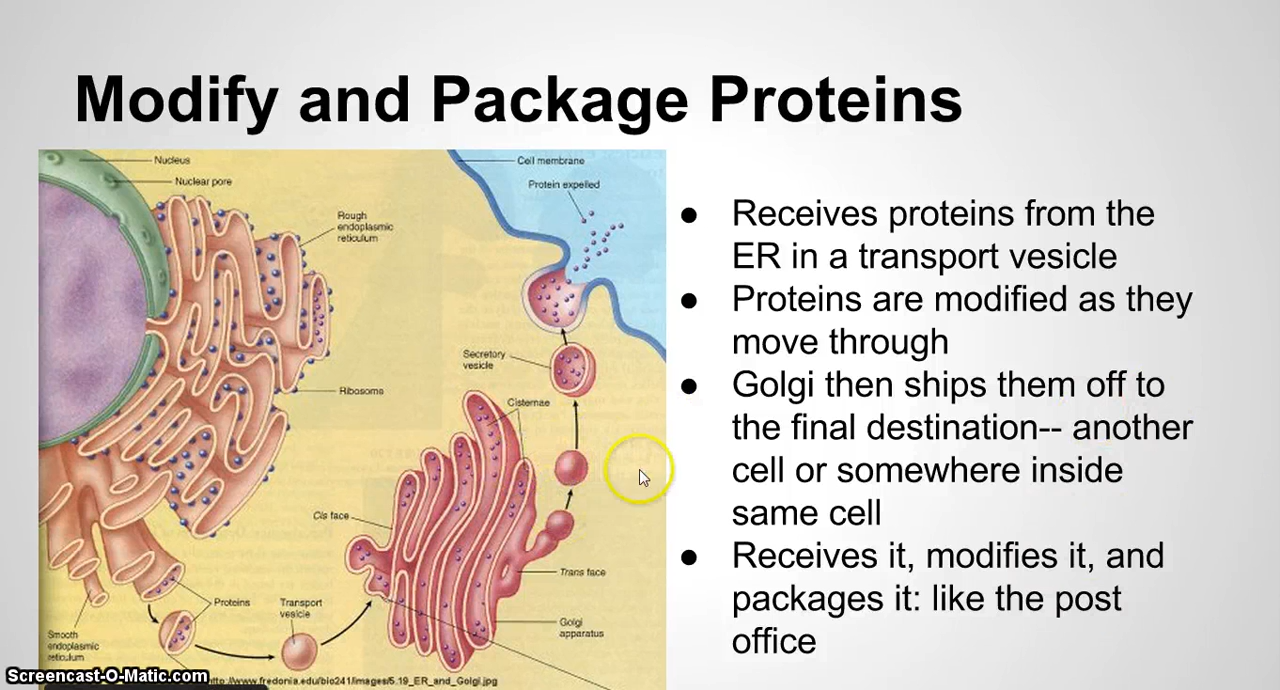 Modify and Package Proteins
Nucleus
Nuclear pore
Rough
endoplasmic
reticulum
Ribosome
Cell membrane
Protein expelled
Secretory
vesicle
Cisternae
Cis face
Trans face
Golgi
apparatus
Proteins
Transport
vesicle
Smooth
endoplasmic
reticulum
http://www.fredonia.edu/bio241/images/5.19_ER_and_Golgi.jpg
● Receives proteins from the
ER in a transport vesicle
● Proteins are modified as they
move through
● Golgi then ships them off to
the final destination-- another
cell or somewhere inside
same cell
● Receives it, modifies it, and
packages it: like the post
office
Screencast-O-Matic.com